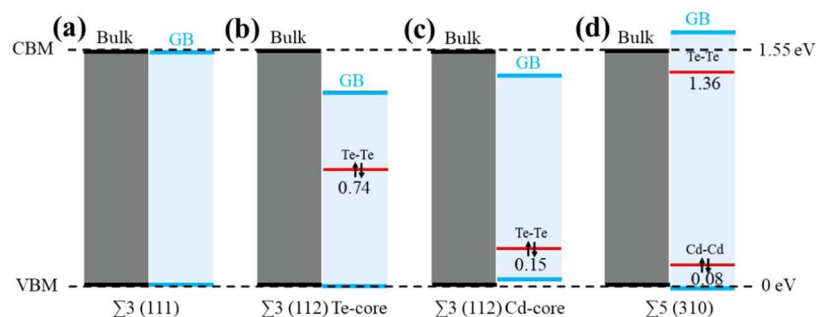 (a) (b) (c) (d)
GB
Bulk GB Bulk Bulk Bulk
CBM 1.55 eV
GB GB
Te-Te
1.36
Te-Te
0.74
Te-Te
0.15
Cd-Cd
0.08
VBM 0 eV
∑3 (111) ∑3 (112) Te-core ∑3 (112) Cd-core ∑5 (310)